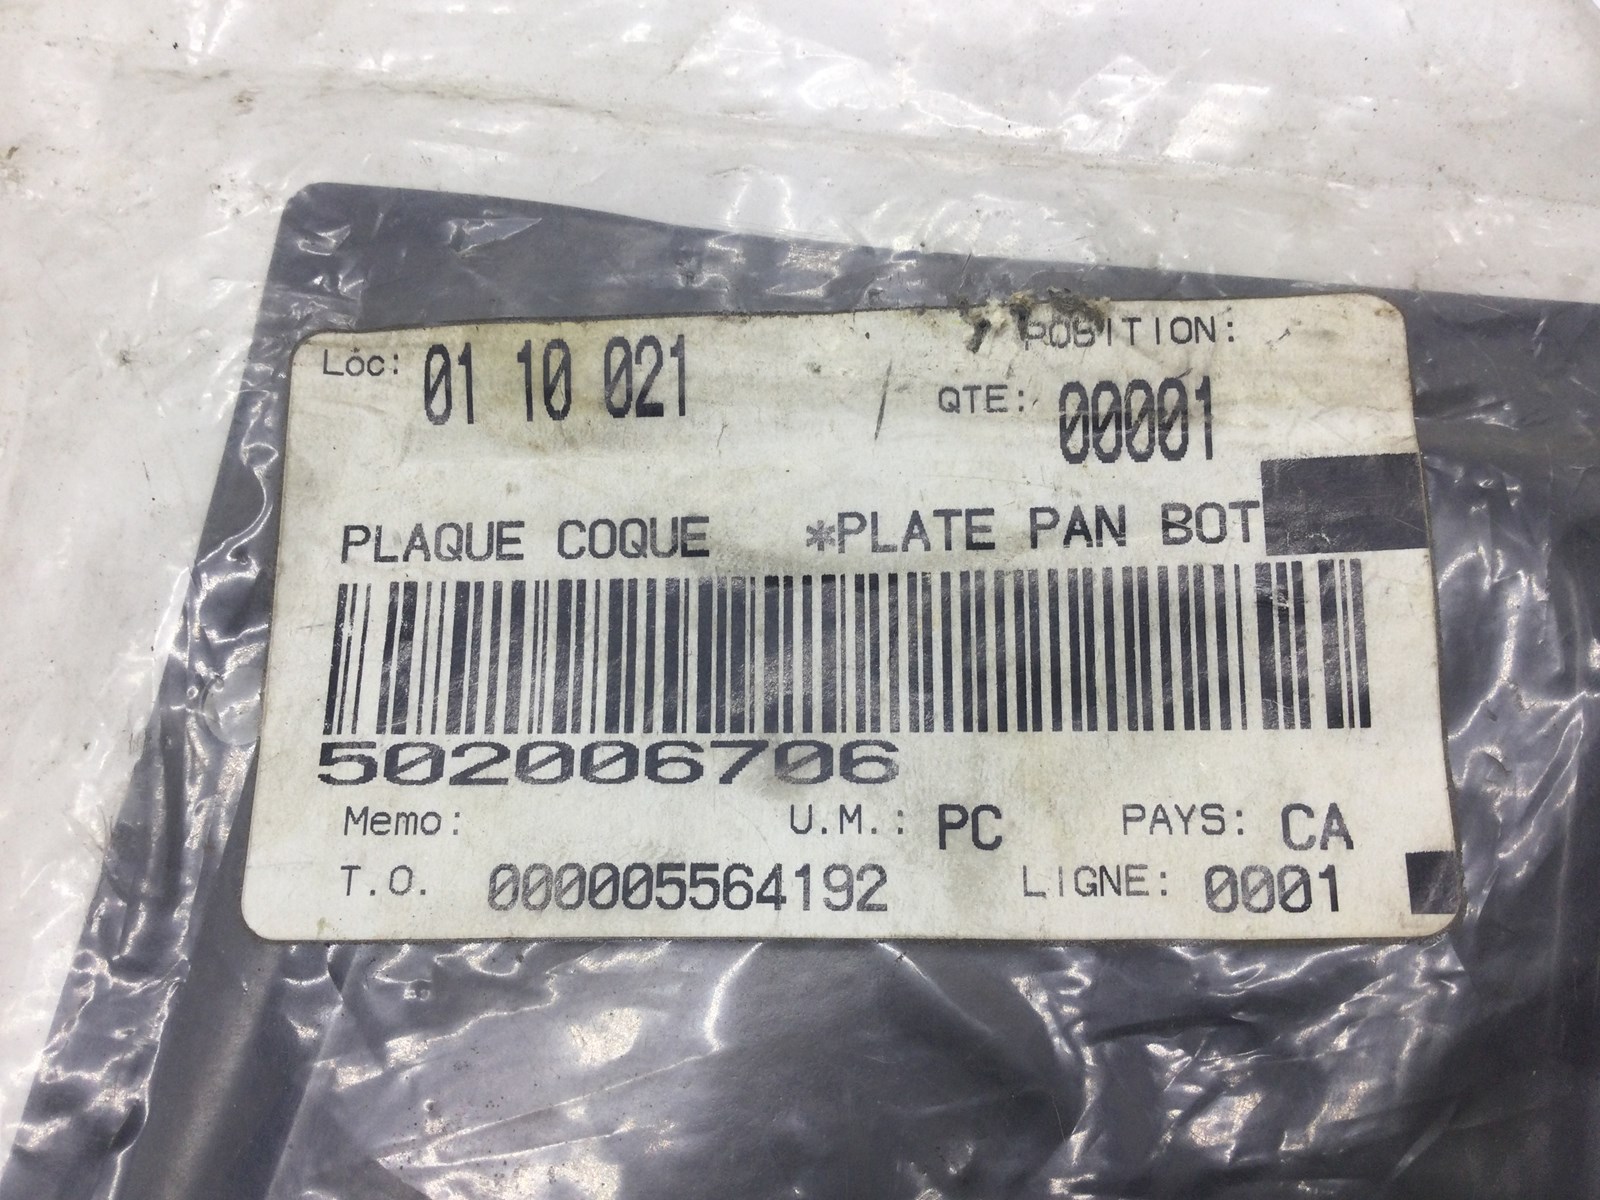 POSITION:
Loc: 01 10 021
QTE: 00001
PLAQUE COQUE *PLATE PAN BOT
502006706
Memo: U.M.: PC PAYS: CA
T.O. 000005564192 LIGNE: 0001